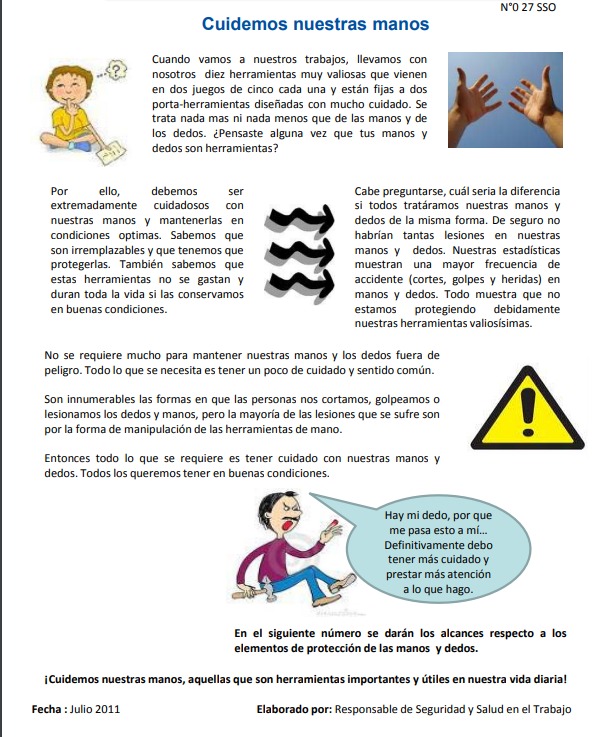 N°0 27 SSO
Cuidemos nuestras manos
Cuando vamos a nuestros trabajos, llevamos con
nosotros diez herramientas muy valiosas que vienen
en dos juegos de cinco cada una y están fijas a dos
porta-herramientas diseñadas con mucho cuidado. Se
trata nada mas ni nada menos que de las manos y de
los dedos. ¿Pensaste alguna vez que tus manos y
dedos son herramientas?
Por ello, debemos ser
extremadamente cuidadosos con
nuestras manos y mantenerlas en
condiciones optimas. Sabemos que
son irremplazables y que tenemos que
protegerlas. También sabemos que
estas herramientas no se gastan y
duran toda la vida si las conservamos
en buenas condiciones.
Cabe preguntarse, cuál seria la diferencia
si todos tratáramos nuestras manos y
dedos de la misma forma. De seguro no
habrían tantas lesiones en nuestras
manos y dedos. Nuestras estadísticas
muestran una mayor frecuencia de
accidente (cortes, golpes y heridas) en
manos y dedos. Todo muestra que no
estamos protegiendo debidamente
nuestras herramientas valiosísimas.
No se requiere mucho para mantener nuestras manos y los dedos fuera de
peligro. Todo lo que se necesita es tener un poco de cuidado y sentido común.
Son innumerables las formas en que las personas nos cortamos, golpeamos o
lesionamos los dedos y manos, pero la mayoría de las lesiones que se sufre son
por la forma de manipulación de las herramientas de mano.
Entonces todo lo que se requiere es tener cuidado con nuestras manos y
dedos. Todos los queremos tener en buenas condiciones.
Hay mi dedo, por que
me pasa esto a mí...
Definitivamente debo
tener más cuidado y
prestar más atención
a lo que hago.
En el siguiente número se darán los alcances respecto a los
elementos de protección de las manos y dedos.
¡Cuidemos nuestras manos, aquellas que son herramientas importantes y útiles en nuestra vida diaria!
Fecha : Julio 2011
Elaborado por: Responsable de Seguridad y Salud en el Trabajo